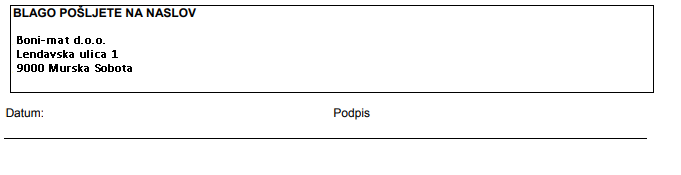 BLAGO POŠLJETE NA NASLOV
Boni-mat d.o.o.
Lendavska ulica 1
9000 Murska Sobota
Datum: Podpis